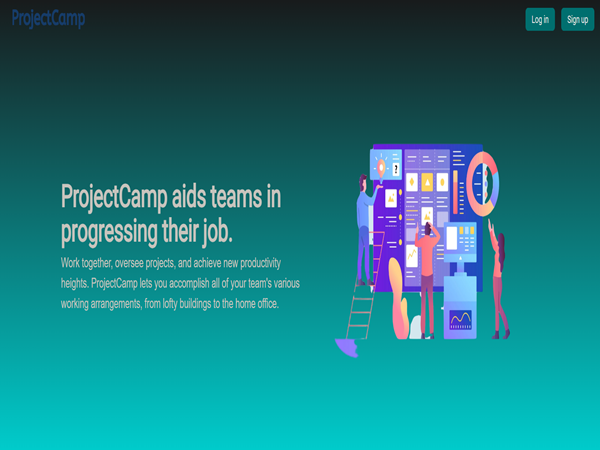 ProjectCamp
Log in
Sign up
ProjectCamp aids teams in
progressing their job.
Work together, oversee projects, and achieve new productivity
heights. ProjectCamp lets you accomplish all of your team's various
working arrangements, from lofty buildings to the home office.
?